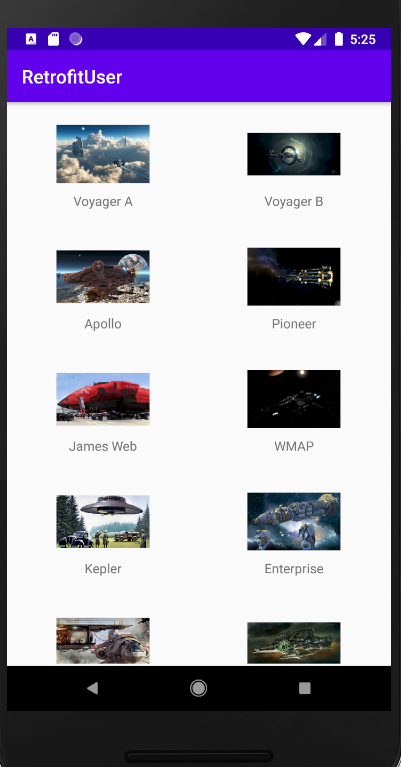 A
5:25
RetrofitUser
Voyager A
Voyager B
Apollo
Pioneer
James Web
WMAP
Kepler
Enterprise